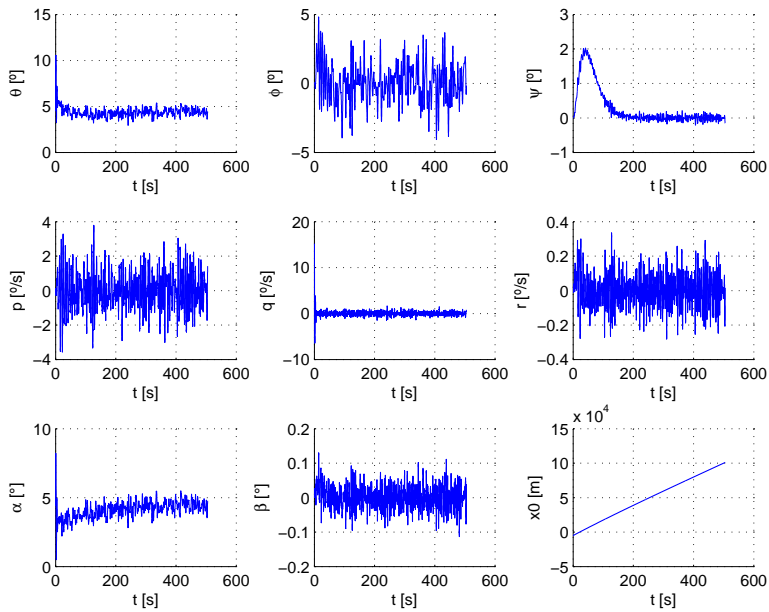 15
10
5
0
θ [º]
0 200 400 600
t [s]
5
0
−5
ϕ [º]
0 200 400 600
t [s]
3
2
1
0
−1
ψ [º]
0 200 400 600
t [s]
4
2
0
−2
−4
p [º/s]
0 200 400 600
t [s]
20
10
0
−10
q [º/s]
0 200 400 600
t [s]
0.4
0.2
0
−0.2
−0.4
r [º/s]
0 200 400 600
t [s]
10
5
0
α [°]
0 200 400 600
t [s]
0.2
0.1
0
−0.1
−0.2
β [°]
0 200 400 600
t [s]
x 10⁴
15
10
5
0
−5
x0 [m]
0 200 400 600
t [s]